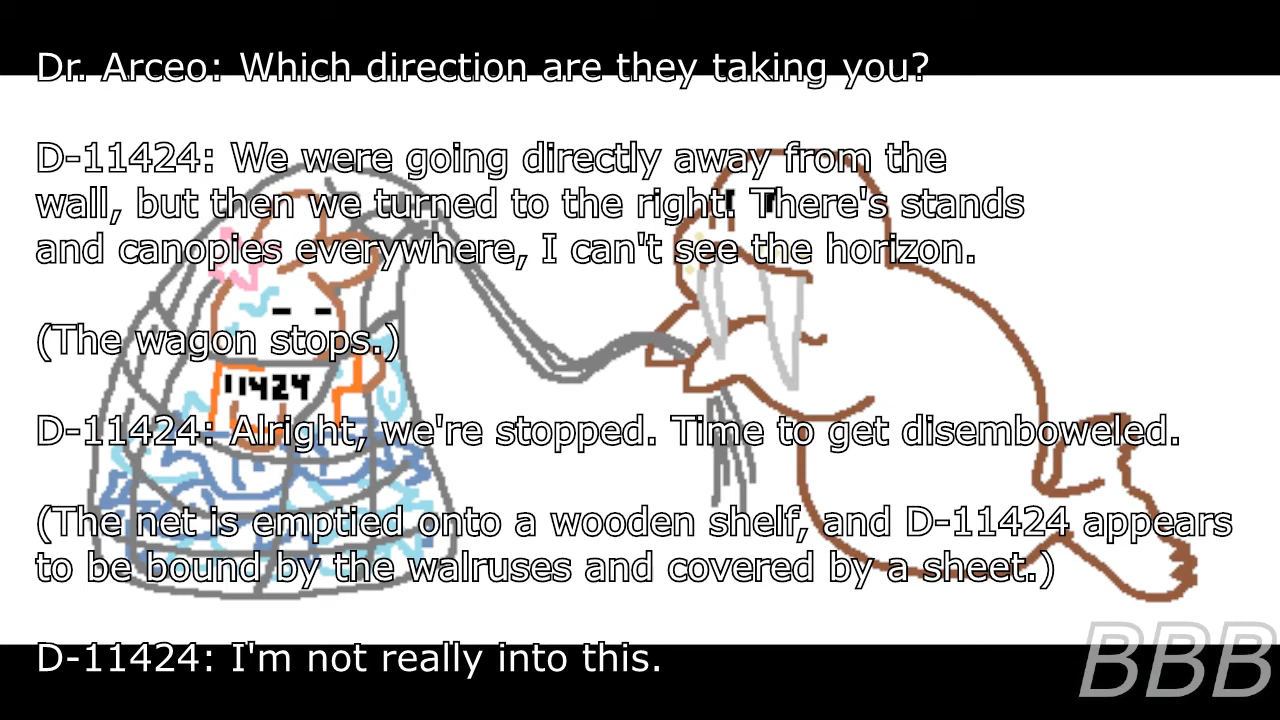 Dr. Arceo: Which direction are they taking you?
D-11424: We were going directly away from the
wall, but then we turned to the right. There's stands
and canopies everywhere, I can't see the horizon.
(The wagon stops.)
11424
D-11424: Alright, we're stopped. Time to get disemboweled.
(The net is emptied onto a wooden shelf, and D-11424 appears
to be bound by the walruses and covered by a sheet.)
D-11424: I'm not really into this.
BBB